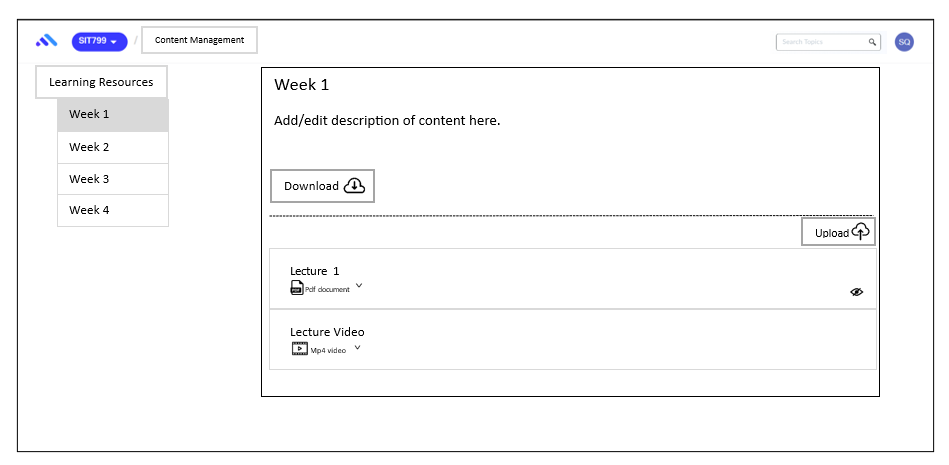 SIT799 / Content Management
Search Topics
SQ
Learning Resources
Week 1
Week 2
Week 3
Week 4
Week 1
Add/edit description of content here.
Download
Upload
Lecture 1
PDF Pdf document
Lecture Video
Mp4 video